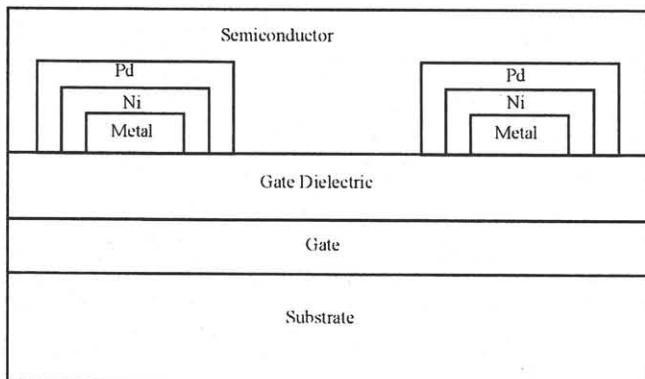 Semiconductor
Pd
Pd
Ni
Ni
Metal
Metal
Gate Dielectric
Gate
Substrate